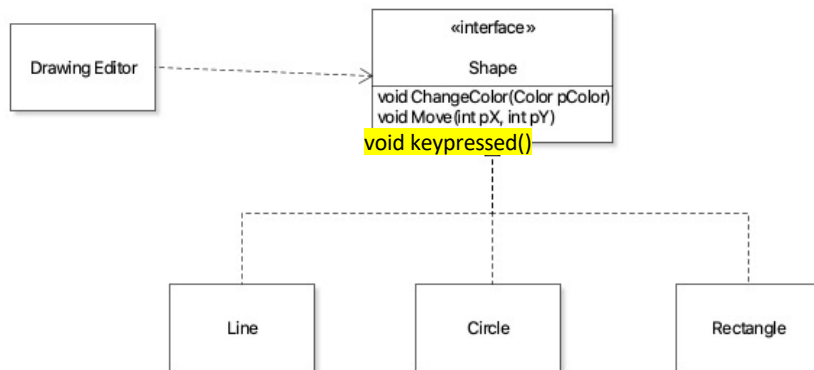 «interface»
Drawing Editor
Shape
void ChangeColor(Color pColor)
void Move(int pX, int pY)
void keypressed()
Line
Circle
Rectangle